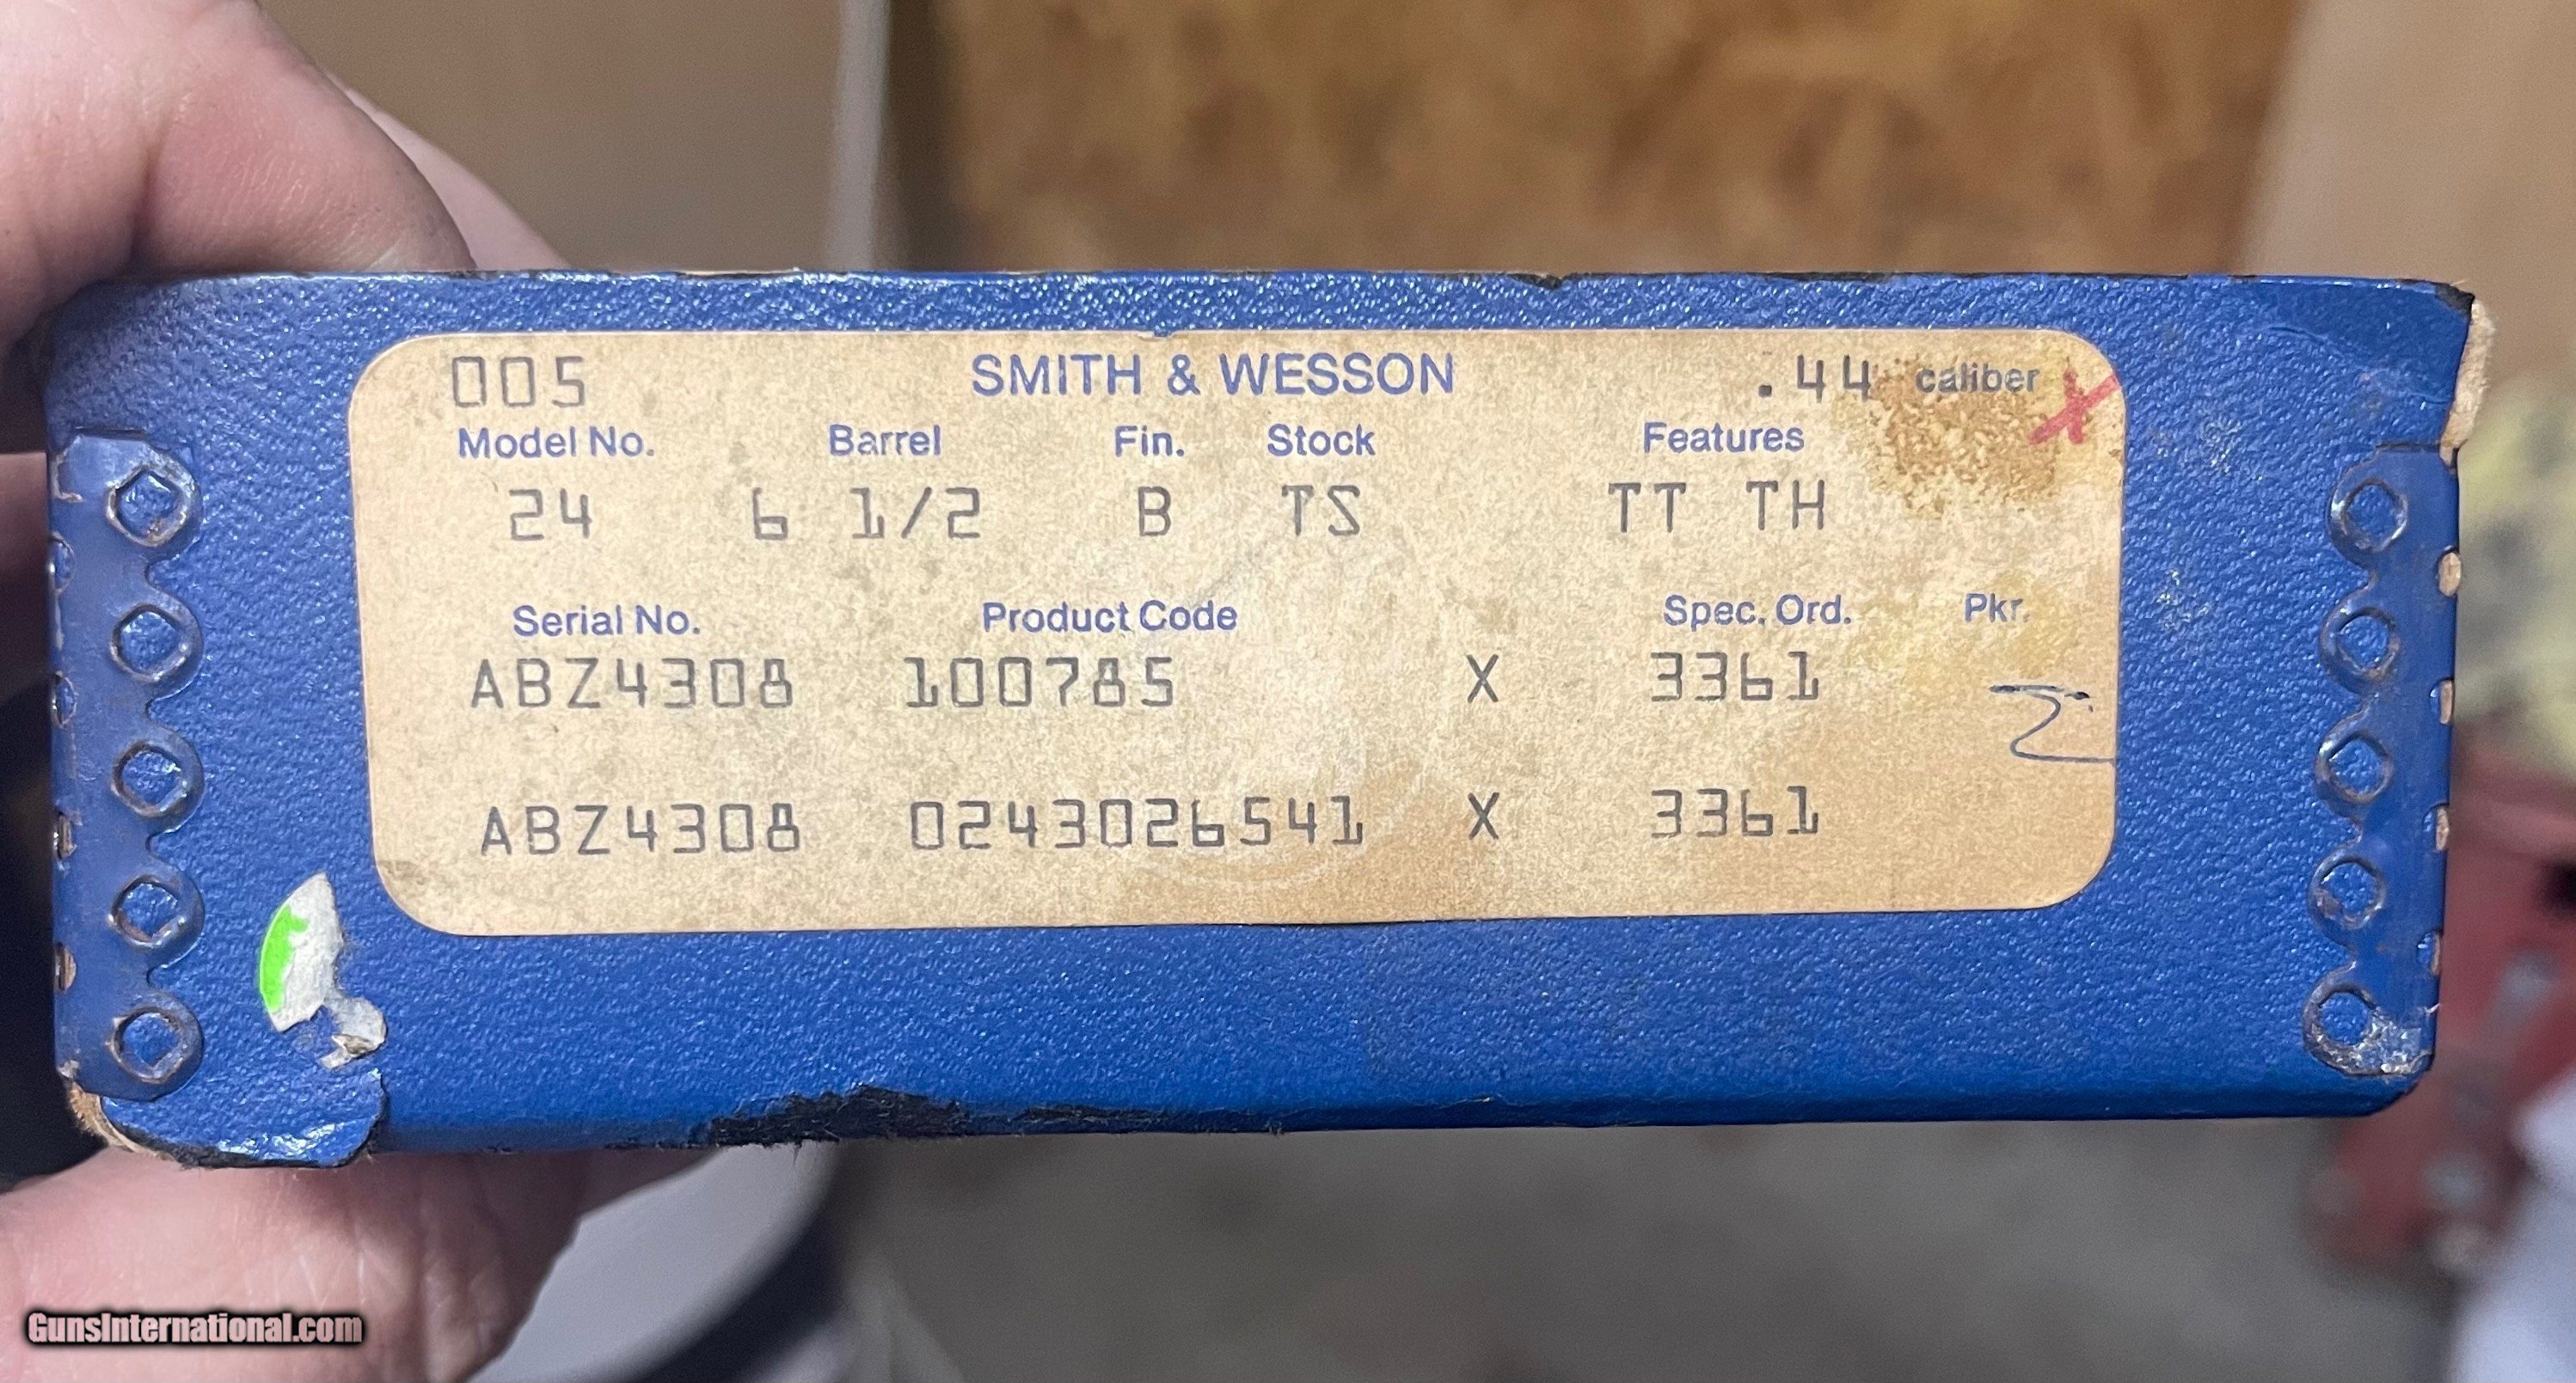 005 SMITH & WESSON .44 caliber X
Model No. Barrel Fin. Stock Features
24 6 1/2 B TS TT TH
Serial No. Product Code Spec. Ord. Pkr.
ABZ4308 100785 X 3361
ABZ4308 0243026541 X 3361
GunsInternational.com